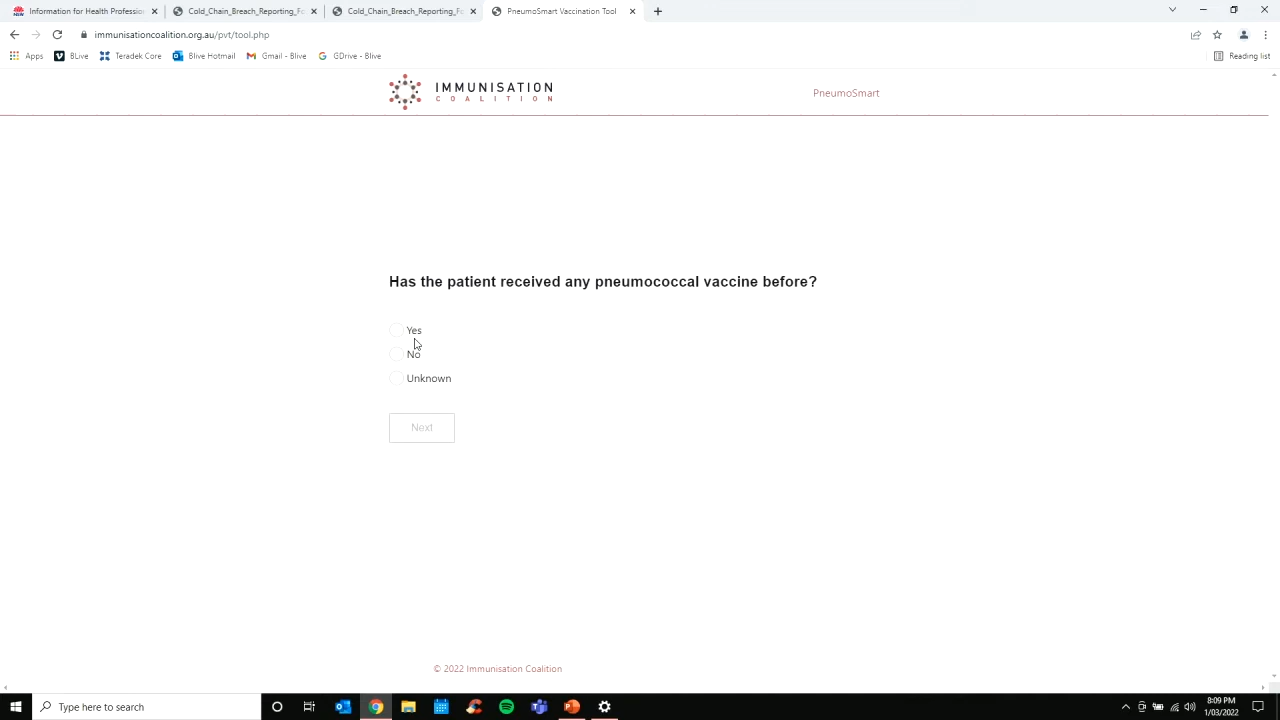 Information for Health Profession
Cold_Chain_Breach_Reporting_Fo
Cold_Chain_Breach_Reporting_Fo
PneumoSmart Vaccination Tool
immunisationcoalition.org.au/pvt/tool.php
Apps
BLive
Teradek Core
Blive Hotmail
Gmail - Blive
GDrive - Blive
Reading list
IMMUNISATION
COALITION
PneumoSmart
Has the patient received any pneumococcal vaccine before?
Yes
No
Unknown
Next
© 2022 Immunisation Coalition
Type here to search
8:09 PM
1/03/2022